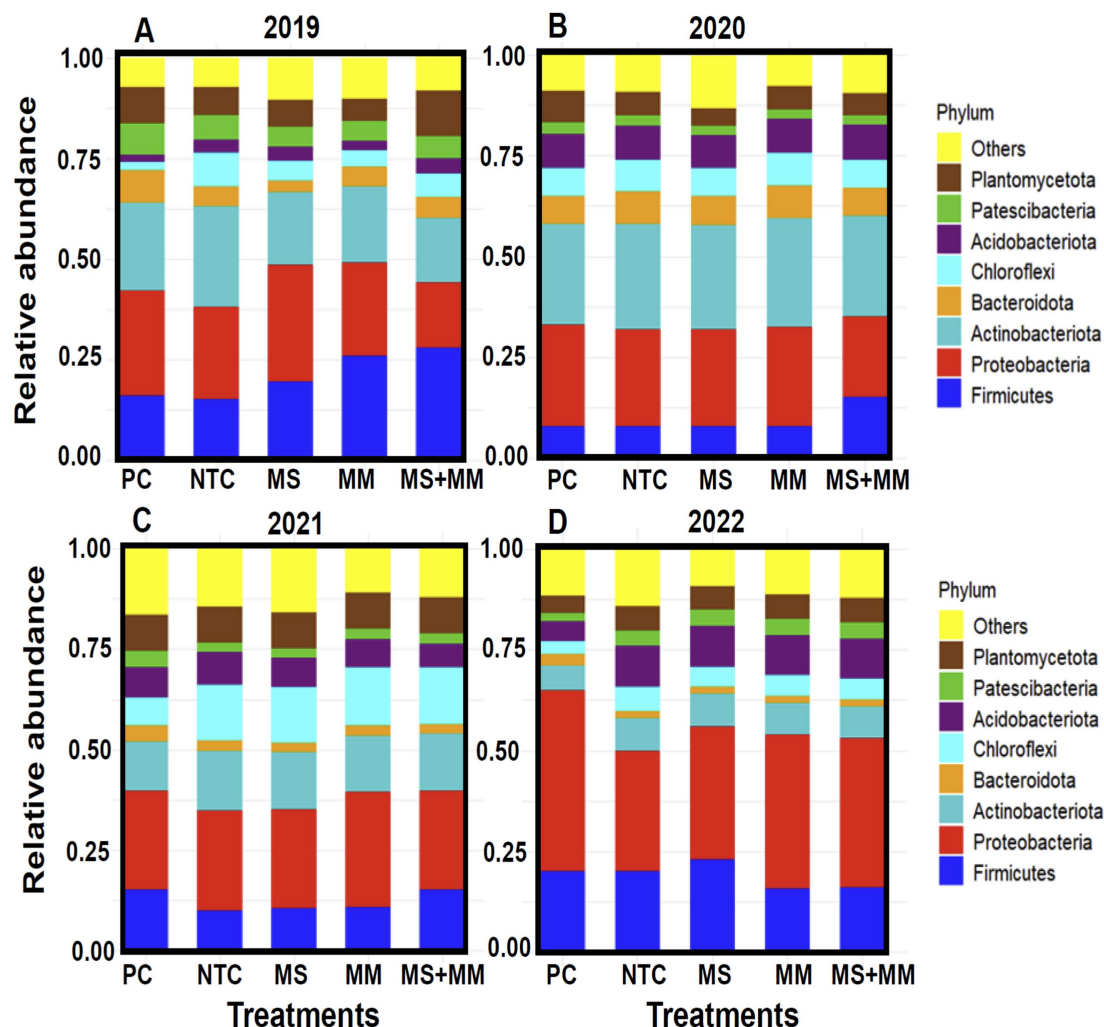 A 2019
B 2020
Relative abundance
1.00
0.75
0.50
0.25
0.00
1.00
0.75
0.50
0.25
0.00
PC NTC MS MM MS+MM
PC NTC MS MM MS+MM
Phylum
Others
Plantomycetota
Patescibacteria
Acidobacteriota
Chloroflexi
Bacteroidota
Actinobacteriota
Proteobacteria
Firmicutes
C 2021
D 2022
Relative abundance
1.00
0.75
0.50
0.25
0.00
1.00
0.75
0.50
0.25
0.00
PC NTC MS MM MS+MM
PC NTC MS MM MS+MM
Treatments
Treatments
Phylum
Others
Plantomycetota
Patescibacteria
Acidobacteriota
Chloroflexi
Bacteroidota
Actinobacteriota
Proteobacteria
Firmicutes